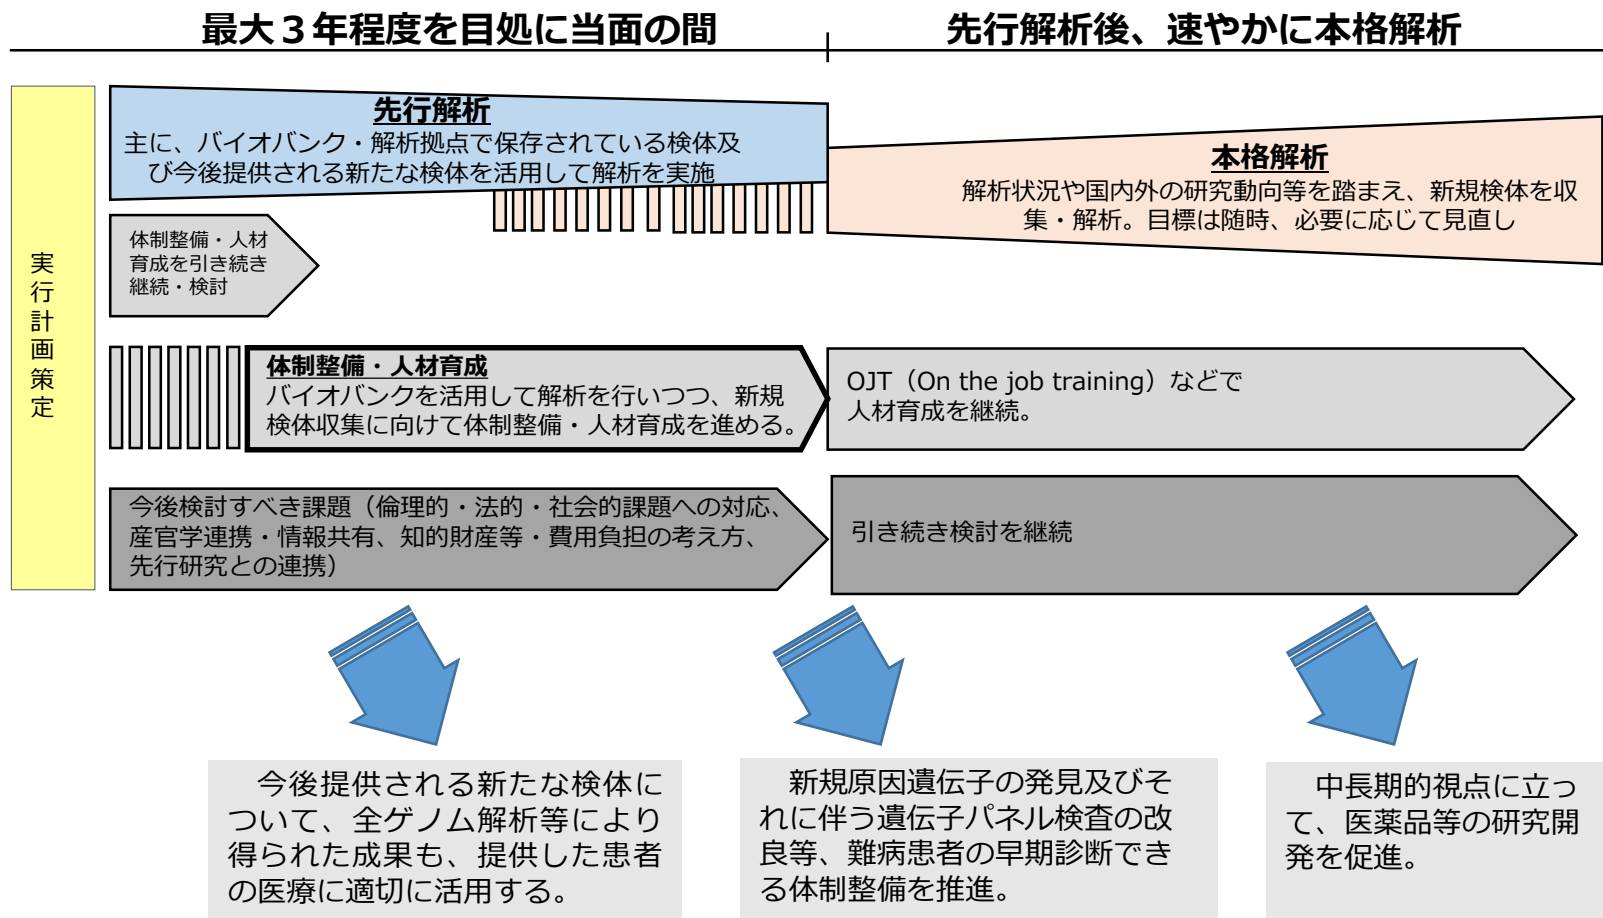 最大３年程度を目処に当面の間
先行解析後、速やかに本格解析
実行計画策定
先行解析
主に、バイオバンク・解析拠点で保存されている検体及
び今後提供される新たな検体を活用して解析を実施
本格解析
解析状況や国内外の研究動向等を踏まえ、新規検体を収
集・解析。目標は随時、必要に応じて見直し
体制整備・人材
育成を引き続き
継続・検討
体制整備・人材育成
バイオバンクを活用して解析を行いつつ、新規
検体収集に向けて体制整備・人材育成を進める。
OJT（On the job training）などで
人材育成を継続。
今後検討すべき課題（倫理的・法的・社会的課題への対応、
産官学連携・情報共有、知的財産等・費用負担の考え方、
先行研究との連携）
引き続き検討を継続
今後提供される新たな検体に
ついて、全ゲノム解析等により
得られた成果も、提供した患者
の医療に適切に活用する。
新規原因遺伝子の発見及びそ
れに伴う遺伝子パネル検査の改
良等、難病患者の早期診断でき
る体制整備を推進。
中長期的視点に立っ
て、医薬品等の研究開
発を促進。